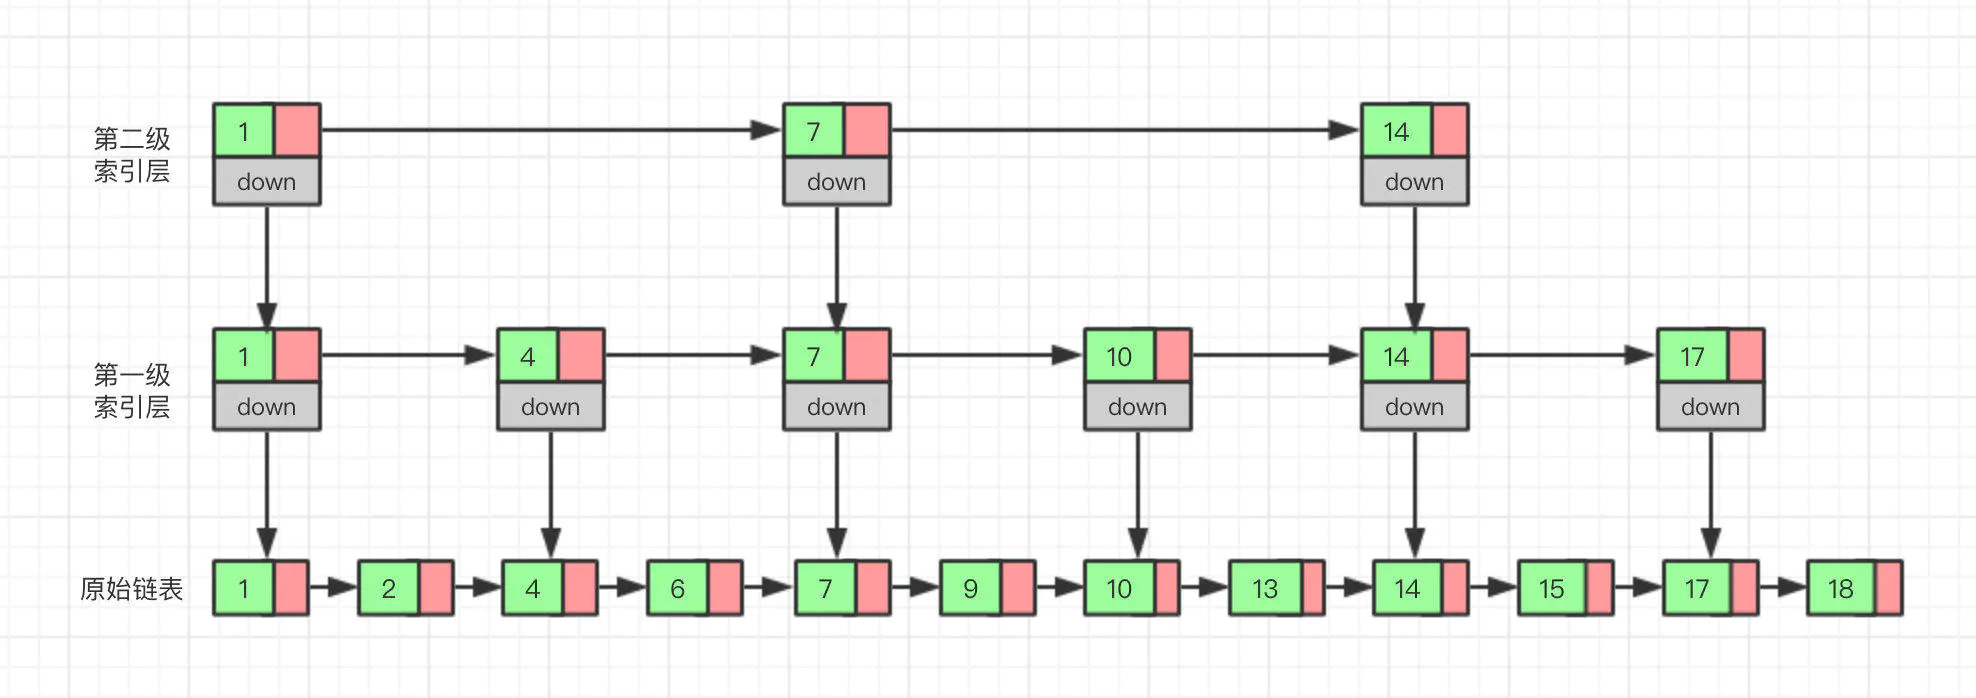 1 7 14
第二级
索引层
down down down
1 4 7 10 14 17
第一级
索引层
down down down down down down
原始链表 1 2 4 6 7 9 10 13 14 15 17 18